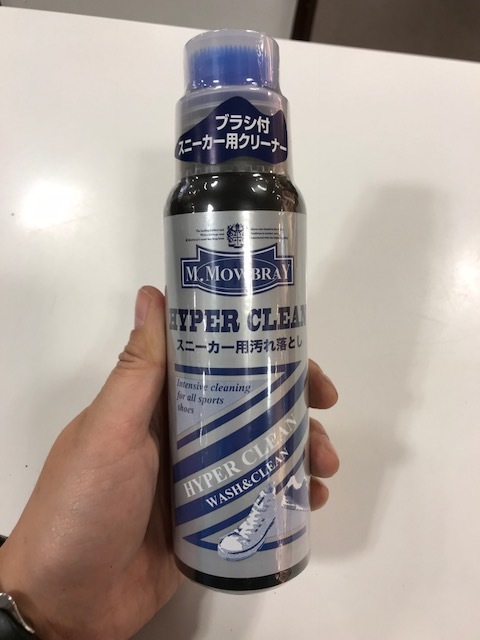 ブラシ付
スニーカー用クリーナー
M. MOWBRAY
HYPER CLEAN
スニーカー用汚れ落とし
Intensive cleaning
for all sports
shoes
HYPER CLEAN
WASH&CLEAN